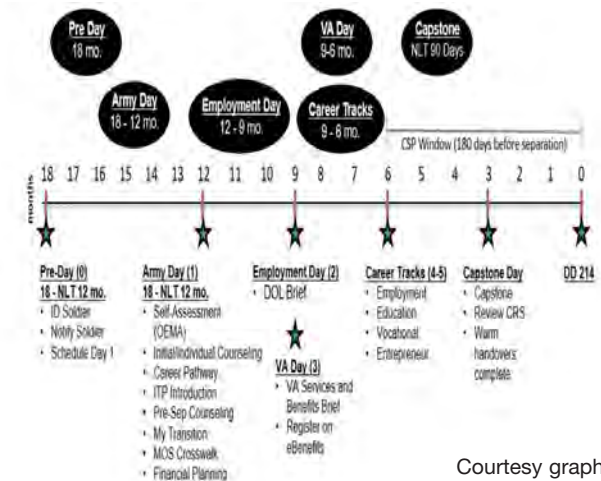 Pre Day
18 mo.
VA Day
9-6 mo.
Capstone
NLT 90 Days
Army Day
18 - 12 mo.
Employment Day
12 - 9 mo.
Career Tracks
9 - 6 mo.
CSP Window (180 days before separation)
18 17 16 15 14 13 12 11 10 9 8 7 6 5 4 3 2 1 0
months
Pre-Day (0)
18 - NLT 12 mo.
• ID Soldier
• Notify Soldier
• Schedule Day 1
Army Day (1)
18 - NLT 12 mo.
• Self-Assessment
(OEMA)
• Initial/Individual Counseling
• Career Pathway
• ITP Introduction
• Pre-Sep Counseling
• My Transition
• MOS Crosswalk
• Financial Planning
Employment Day (2)
• DOL Brief
VA Day (3)
• VA Services and
Benefits Brief
• Register on
eBenefits
Career Tracks (4-5)
• Employment
• Education
• Vocational
• Entrepreneur
Capstone Day
• Capstone
• Review CRS
• Warm
handovers
complete
DD 214
Courtesy graph